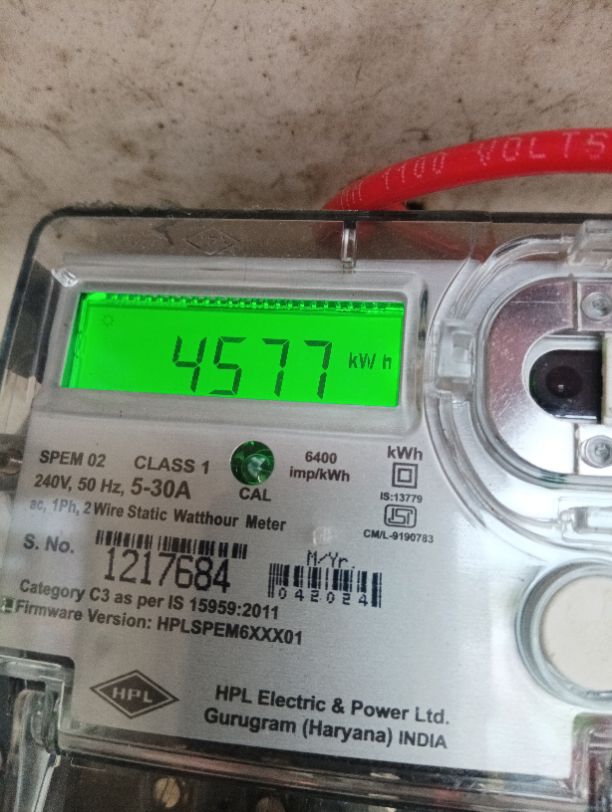 1100 VOLTS
4577 kWh
SPEM 02 CLASS 1
6400 imp/kWh
kWh
240V, 50 Hz, 5-30A
CAL
IS:13779
ac, 1Ph, 2 Wire Static Watthour Meter
ISI
CM/L-9190783
S. No. 1217684
M/Yr.
042024
Category C3 as per IS 15959:2011
Firmware Version: HPLSPEM6XXX01
HPL
HPL Electric & Power Ltd.
Gurugram (Haryana) INDIA